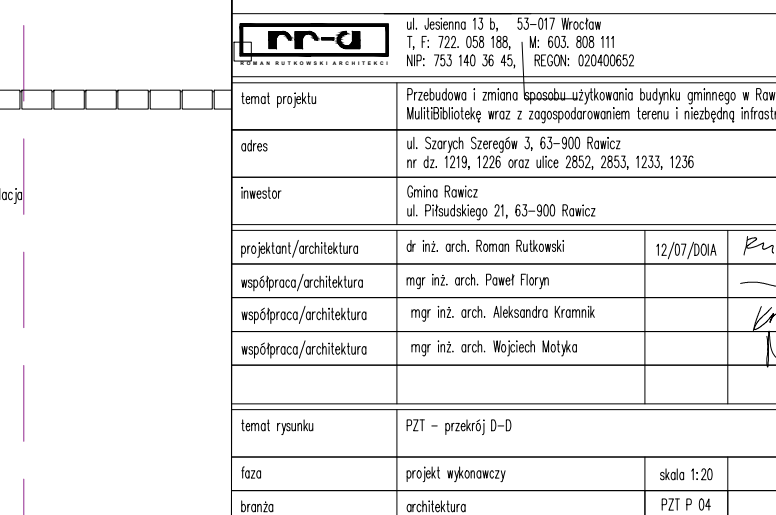 rr-a
ROMAN RUTKOWSKI ARCHITEKCI
ul. Jesienna 13 b, 53-017 Wrocław
T, F: 722. 058 188, M: 603. 808 111
NIP: 753 140 36 45, REGON: 020400652
temat projektu
Przebudowa i zmiana sposobu użytkowania budynku gminnego w Raw
MulitiBibliotekę wraz z zagospodarowaniem terenu i niezbędną infrastr
adres
ul. Szarych Szeregów 3, 63-900 Rawicz
nr dz. 1219, 1226 oraz ulice 2852, 2853, 1233, 1236
lacja
inwestor
Gmina Rawicz
ul. Piłsudskiego 21, 63-900 Rawicz
projektant/architektura dr inż. arch. Roman Rutkowski 12/07/DOIA
współpraca/architektura mgr inż. arch. Paweł Floryn
współpraca/architektura mgr inż. arch. Aleksandra Kramnik
współpraca/architektura mgr inż. arch. Wojciech Motyka
temat rysunku PZT - przekrój D-D
faza projekt wykonawczy skala 1:20
branża architektura PZT P 04